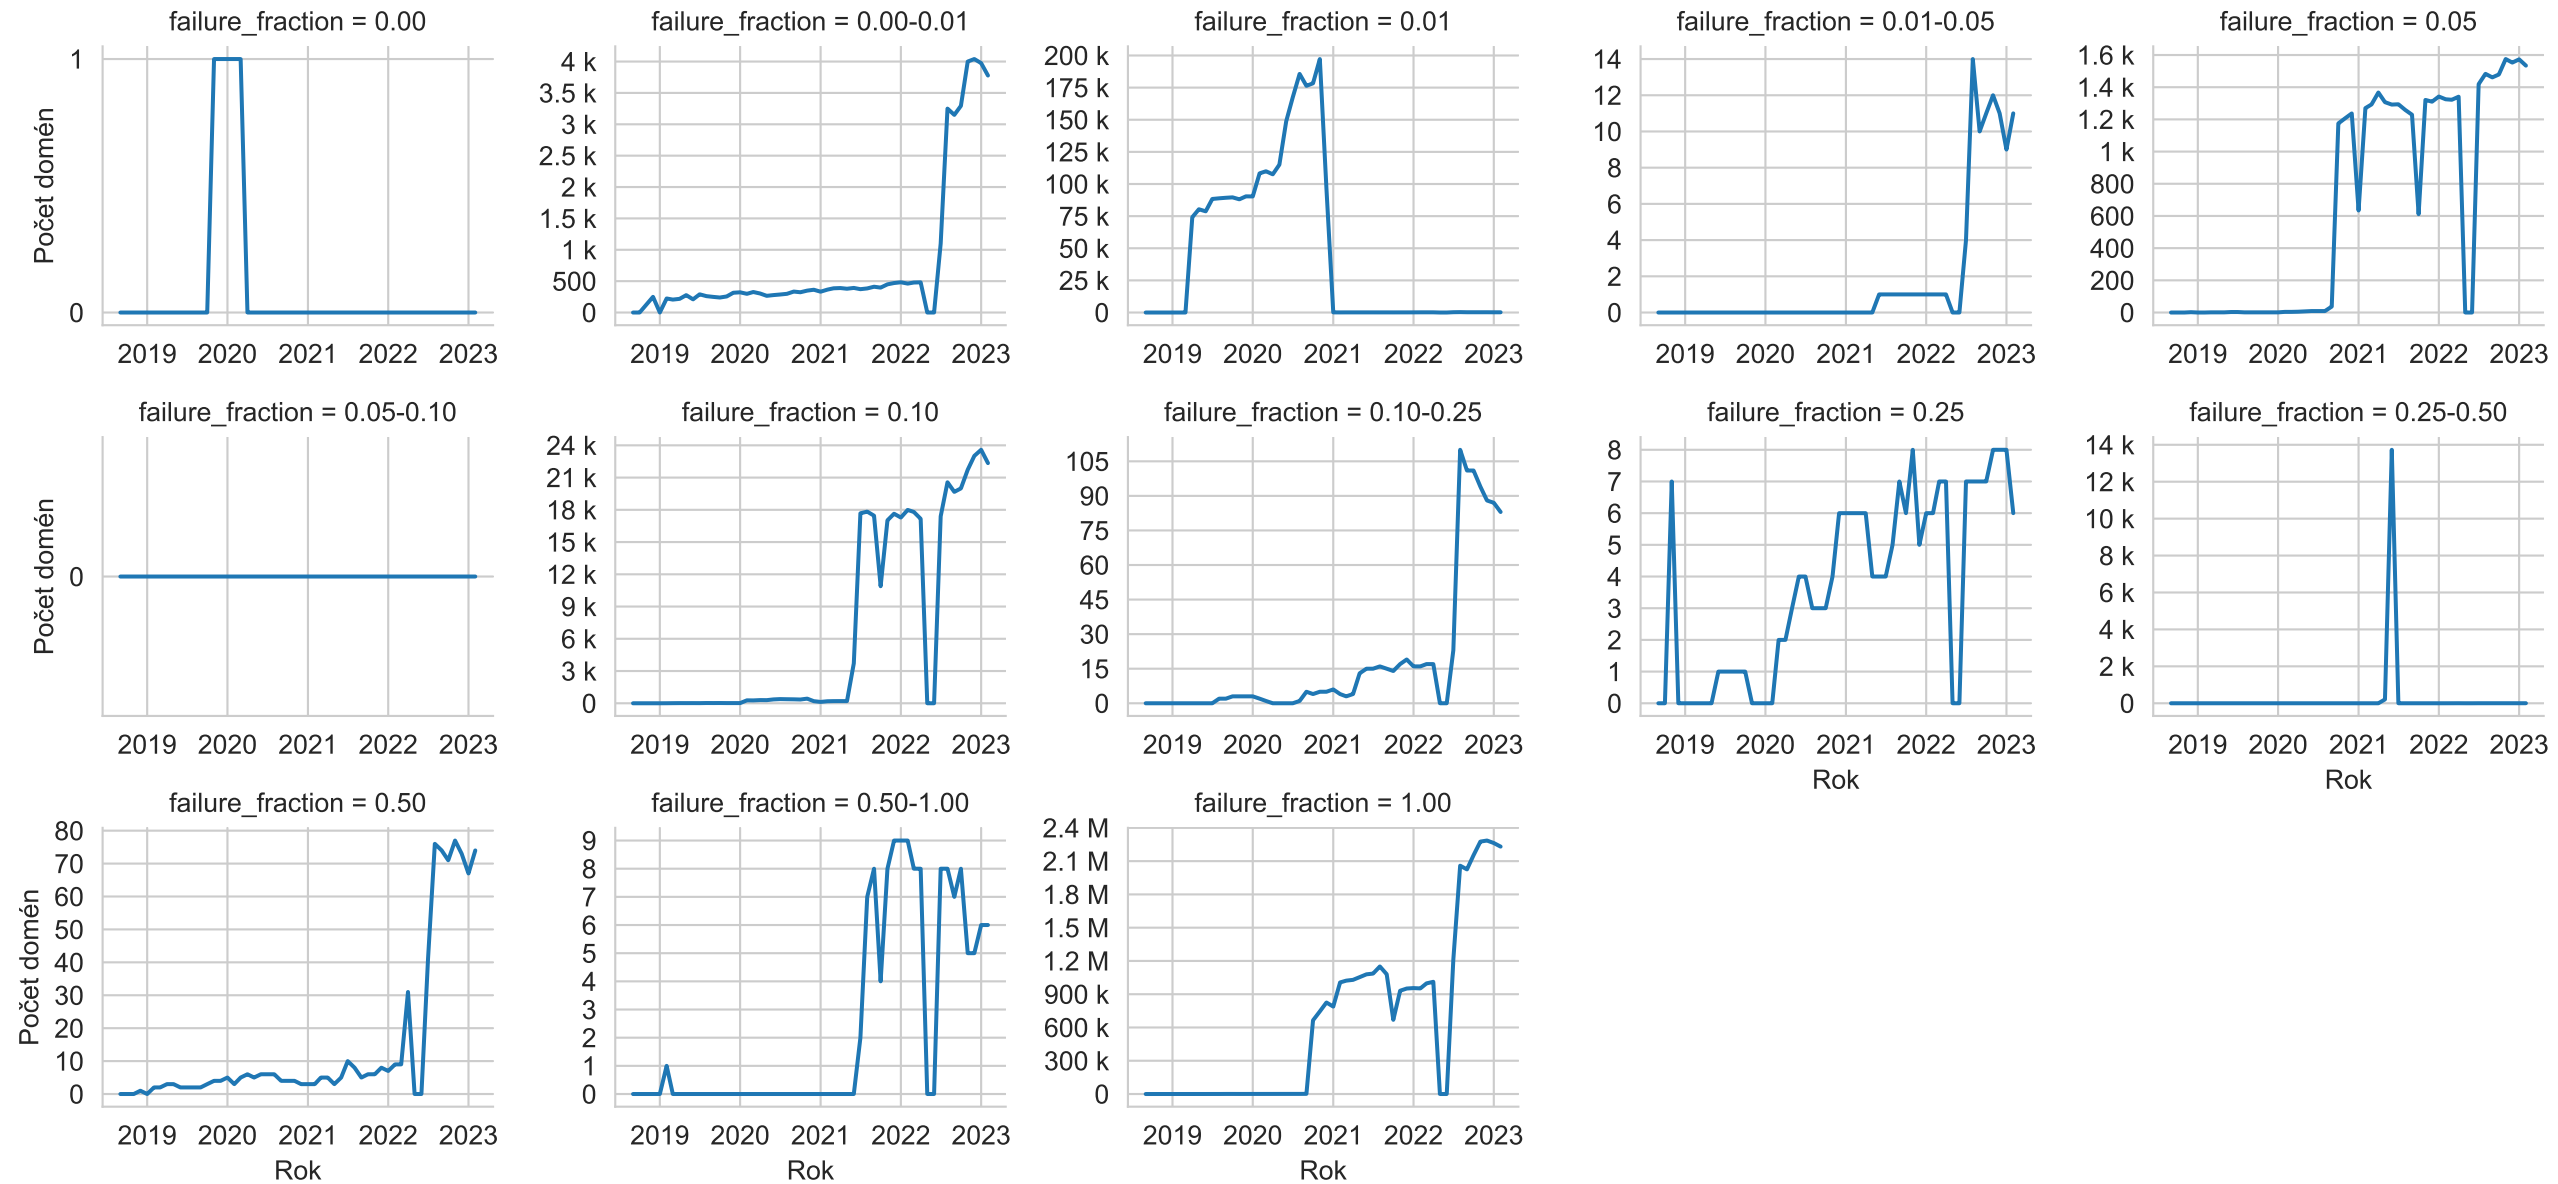 failure_fraction = 0.00
1
0
Počet domén
2019 2020 2021 2022 2023
failure_fraction = 0.00-0.01
4 k
3.5 k
3 k
2.5 k
2 k
1.5 k
1 k
500
0
2019 2020 2021 2022 2023
failure_fraction = 0.01
200 k
175 k
150 k
125 k
100 k
75 k
50 k
25 k
0
2019 2020 2021 2022 2023
failure_fraction = 0.01-0.05
14
12
10
8
6
4
2
0
2019 2020 2021 2022 2023
failure_fraction = 0.05
1.6 k
1.4 k
1.2 k
1 k
800
600
400
200
0
2019 2020 2021 2022 2023
failure_fraction = 0.05-0.10
0
Počet domén
2019 2020 2021 2022 2023
failure_fraction = 0.10
24 k
21 k
18 k
15 k
12 k
9 k
6 k
3 k
0
2019 2020 2021 2022 2023
failure_fraction = 0.10-0.25
105
90
75
60
45
30
15
0
2019 2020 2021 2022 2023
failure_fraction = 0.25
8
7
6
5
4
3
2
1
0
2019 2020 2021 2022 2023
Rok
failure_fraction = 0.25-0.50
14 k
12 k
10 k
8 k
6 k
4 k
2 k
0
2019 2020 2021 2022 2023
Rok
failure_fraction = 0.50
80
70
60
50
40
30
20
10
0
Počet domén
2019 2020 2021 2022 2023
Rok
failure_fraction = 0.50-1.00
9
8
7
6
5
4
3
2
1
0
2019 2020 2021 2022 2023
Rok
failure_fraction = 1.00
2.4 M
2.1 M
1.8 M
1.5 M
1.2 M
900 k
600 k
300 k
0
2019 2020 2021 2022 2023
Rok